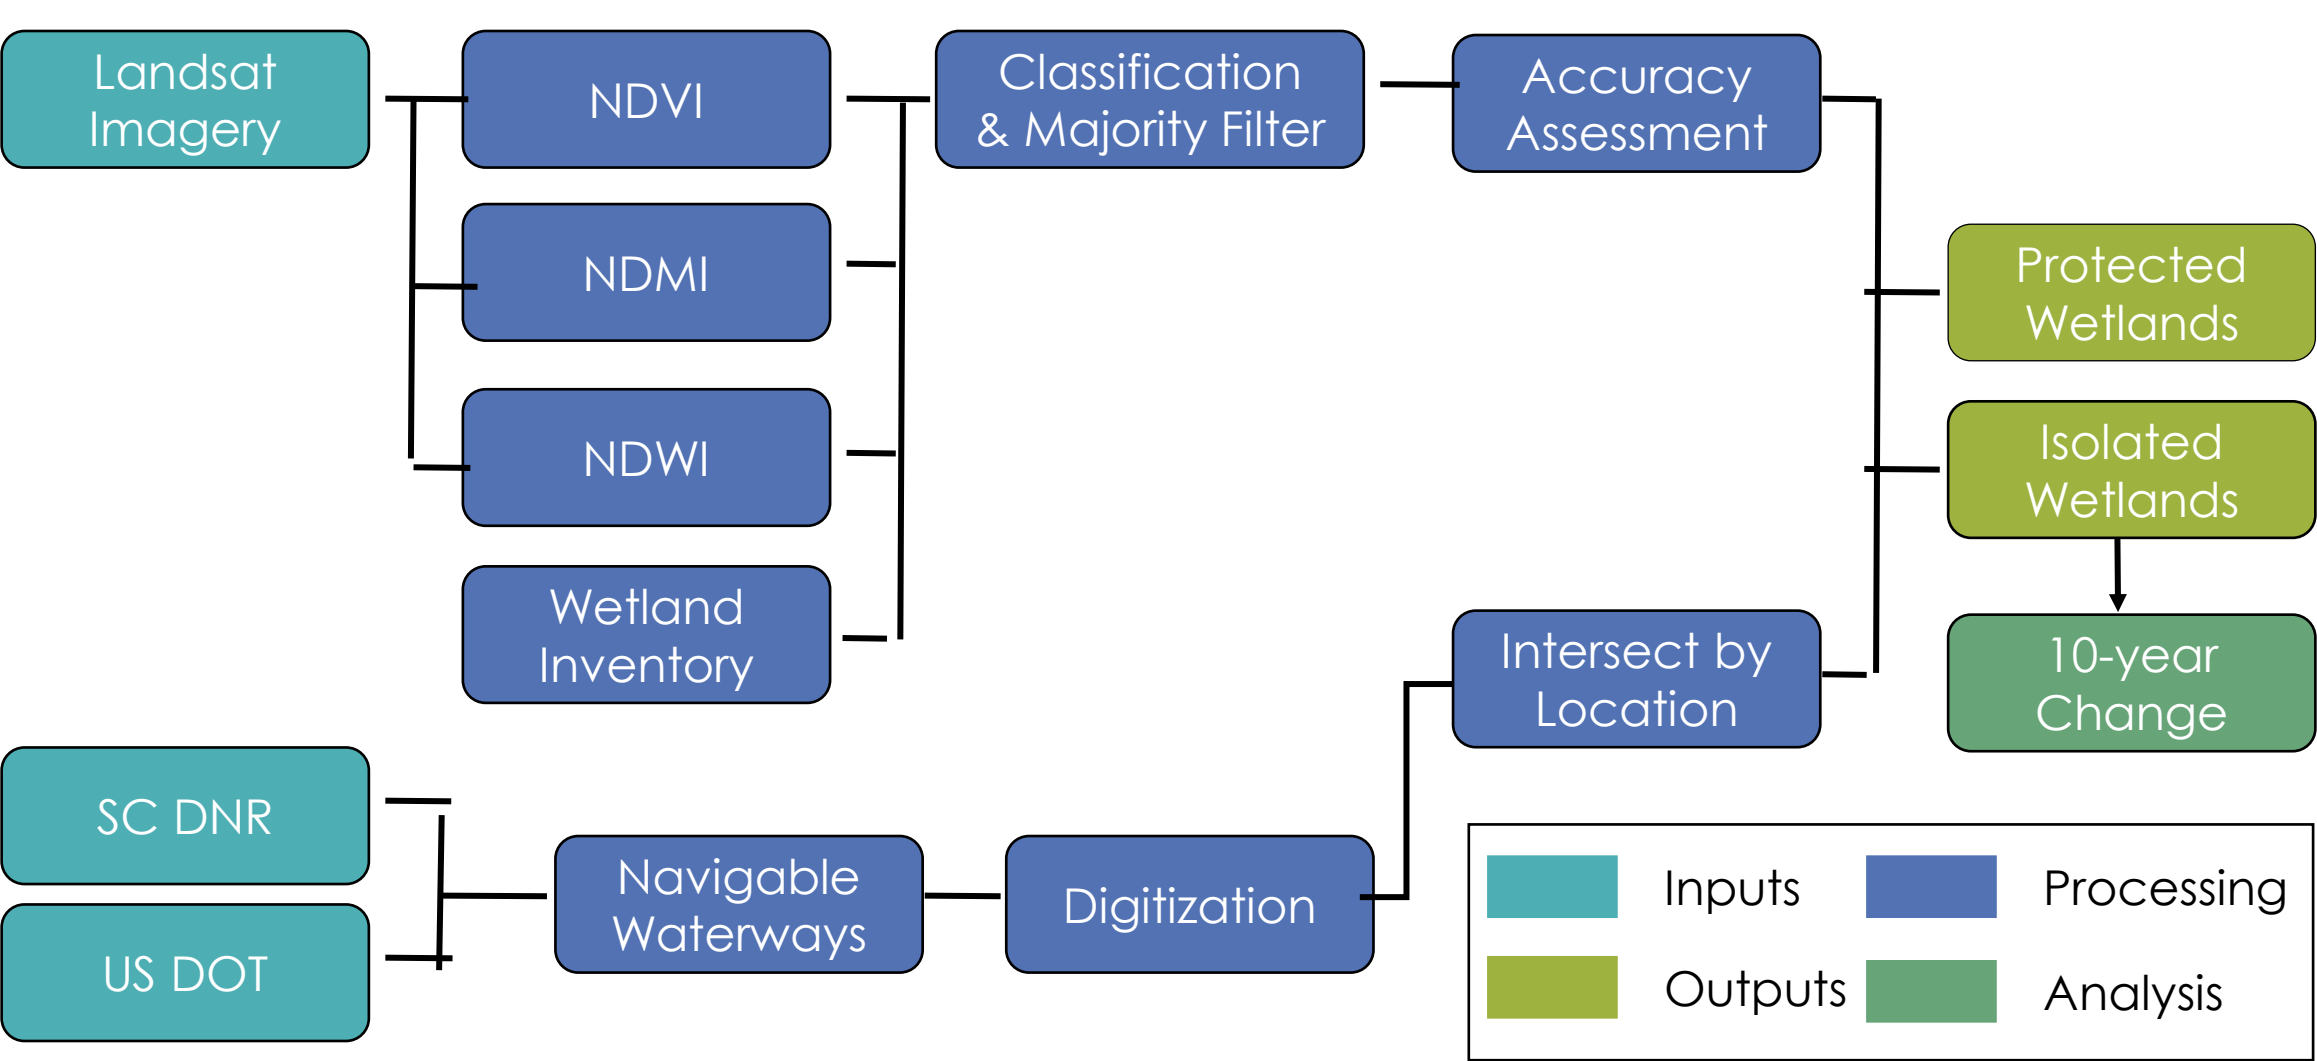 Landsat
Imagery
NDVI
NDMI
NDWI
Wetland
Inventory
Classification
& Majority Filter
Accuracy
Assessment
Protected
Wetlands
Isolated
Wetlands
10-year
Change
Intersect by
Location
SC DNR
US DOT
Navigable
Waterways
Digitization
Inputs
Processing
Outputs
Analysis